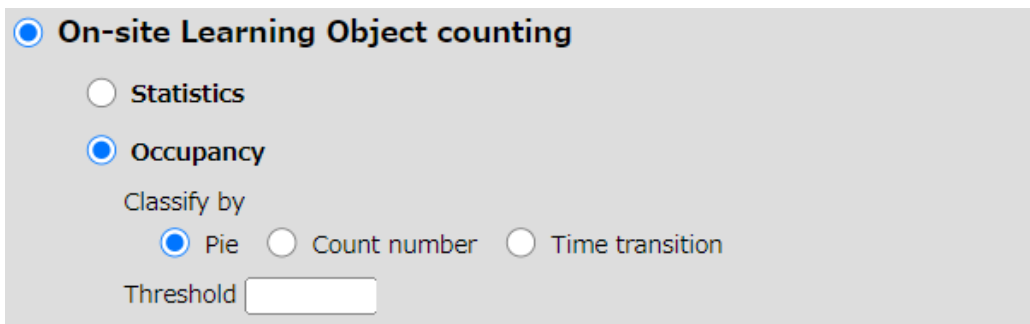 On-site Learning Object counting
Statistics
Occupancy
Classify by
Pie Count number Time transition
Threshold